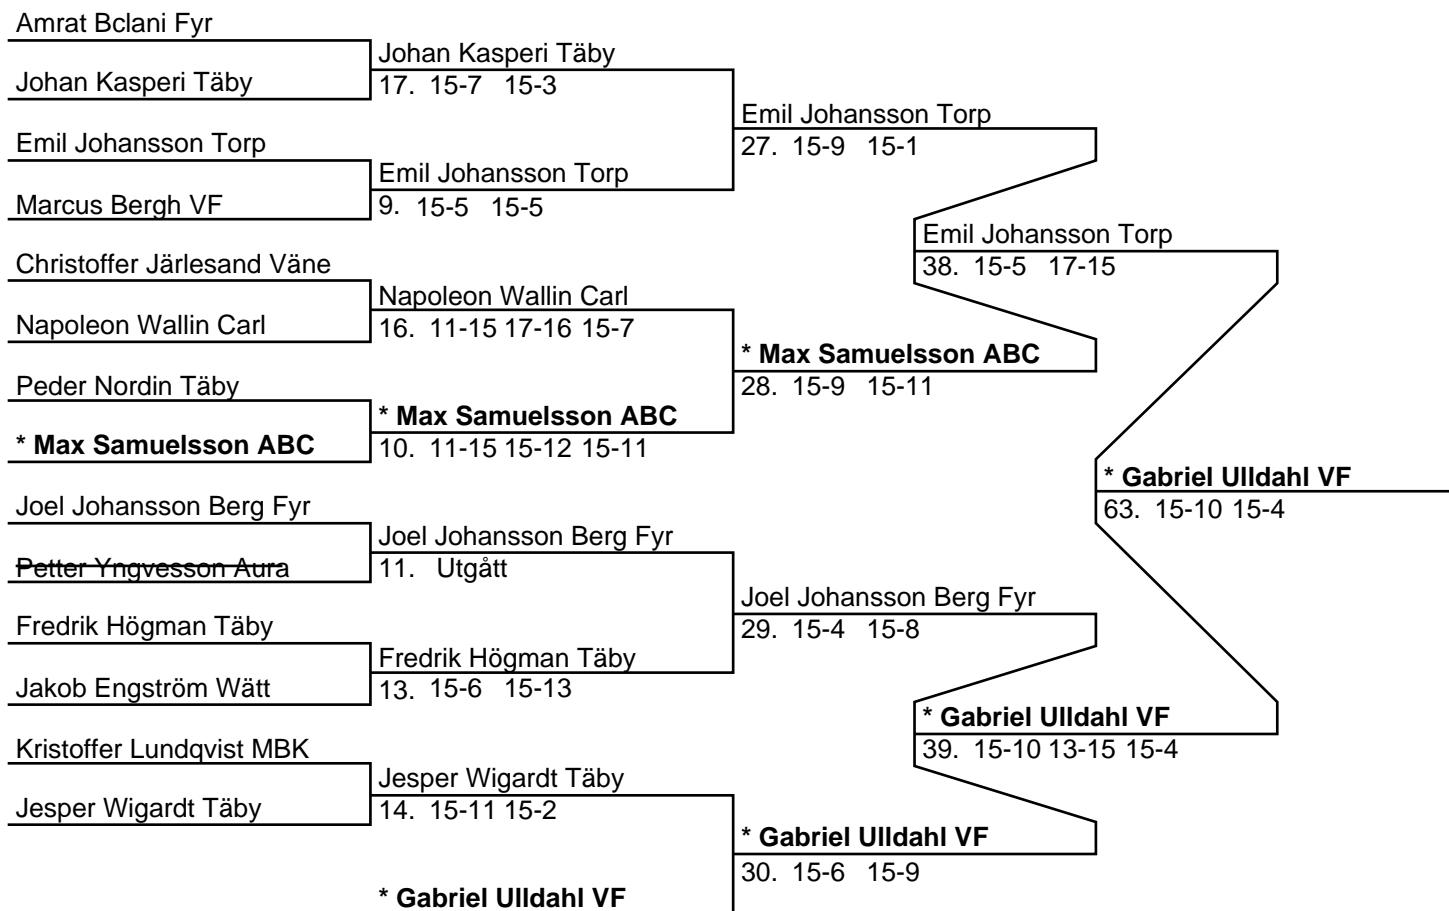 Amrat Bclani Fyr
Johan Kasperi Täby
Johan Kasperi Täby
17. 15-7 15-3
Emil Johansson Torp
27. 15-9 15-1
Emil Johansson Torp
Emil Johansson Torp
9. 15-5 15-5
Marcus Bergh VF
Emil Johansson Torp
38. 15-5 17-15
Christoffer Järlesand Väne
Napoleon Wallin Carl
Napoleon Wallin Carl
16. 11-15 17-16 15-7
* Max Samuelsson ABC
28. 15-9 15-11
Peder Nordin Täby
* Max Samuelsson ABC
* Max Samuelsson ABC
10. 11-15 15-12 15-11
* Gabriel Ulldahl VF
63. 15-10 15-4
Joel Johansson Berg Fyr
Joel Johansson Berg Fyr
Petter Yngvesson Aura
11. Utgått
Joel Johansson Berg Fyr
29. 15-4 15-8
Fredrik Högman Täby
Fredrik Högman Täby
Jakob Engström Wätt
13. 15-6 15-13
* Gabriel Ulldahl VF
39. 15-10 13-15 15-4
Kristoffer Lundqvist MBK
Jesper Wigardt Täby
Jesper Wigardt Täby
14. 15-11 15-2
* Gabriel Ulldahl VF
30. 15-6 15-9
* Gabriel Ulldahl VF